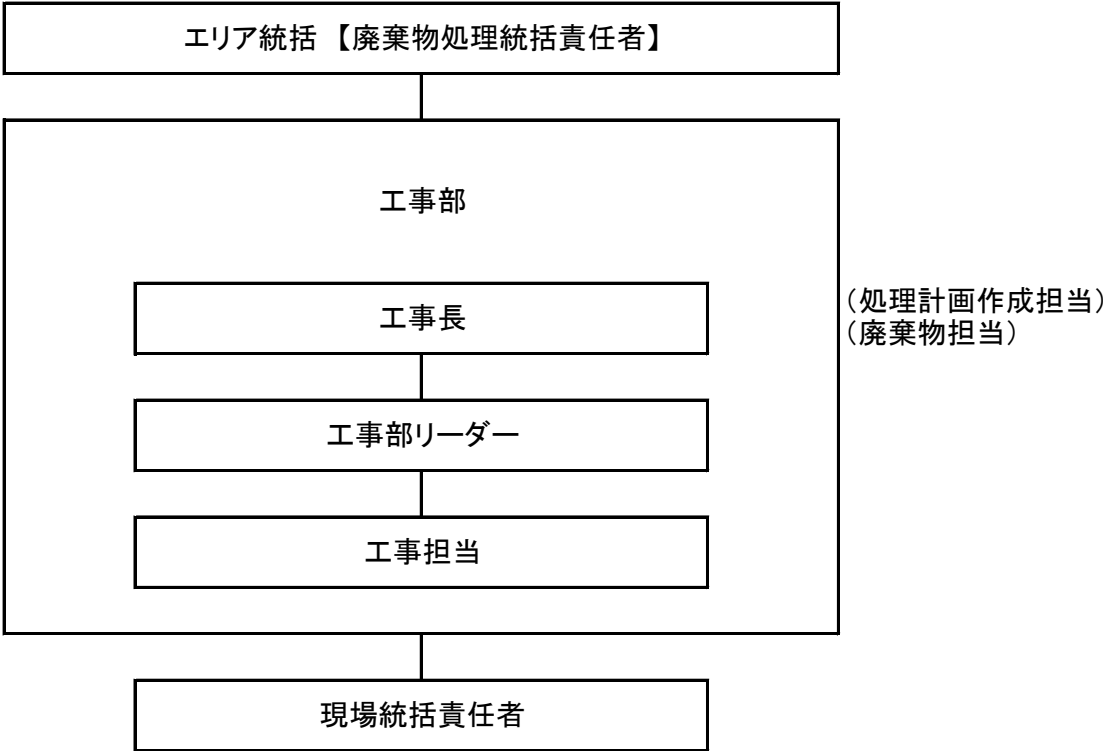 エリア統括 【廃棄物処理統括責任者】
工事部
工事長
(処理計画作成担当)
(廃棄物担当)
工事部リーダー
工事担当
現場統括責任者